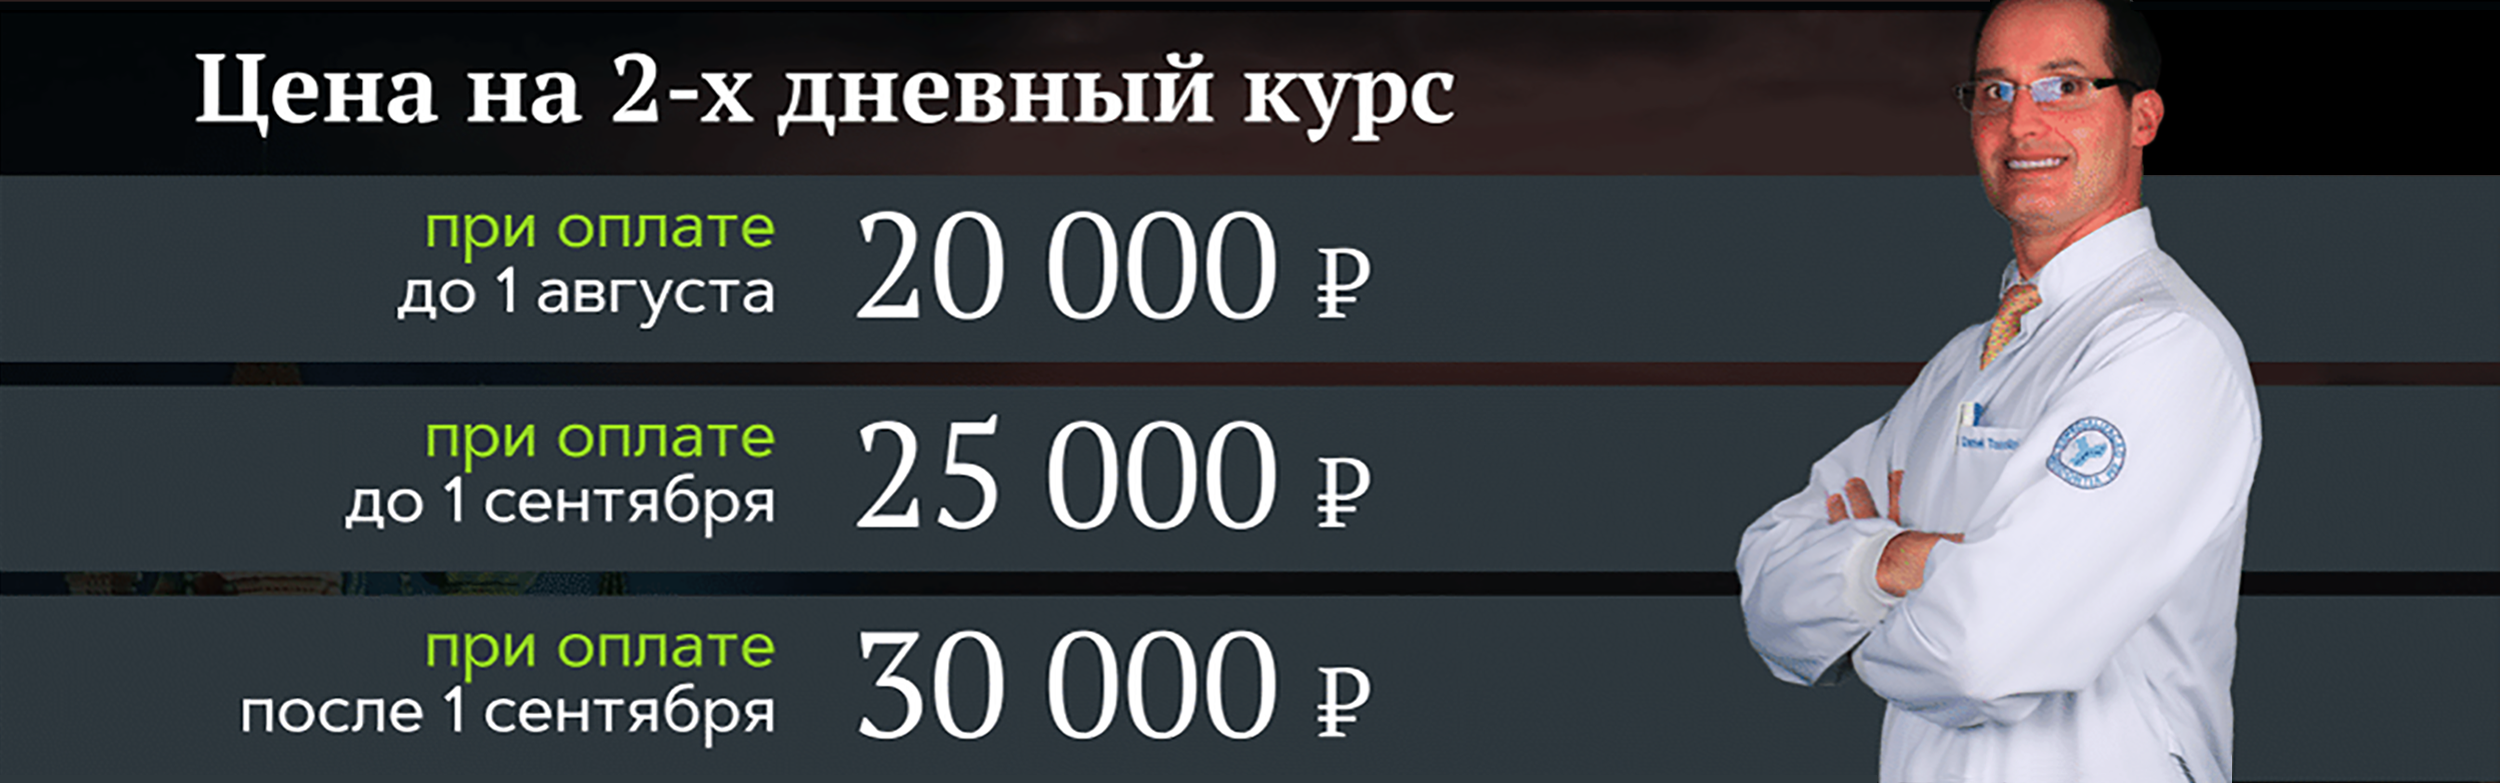 Цена на 2-х дневный курс
при оплате
до 1 августа
20 000 ₽
при оплате
до 1 сентября
25 000 ₽
при оплате
после 1 сентября
30 000 ₽